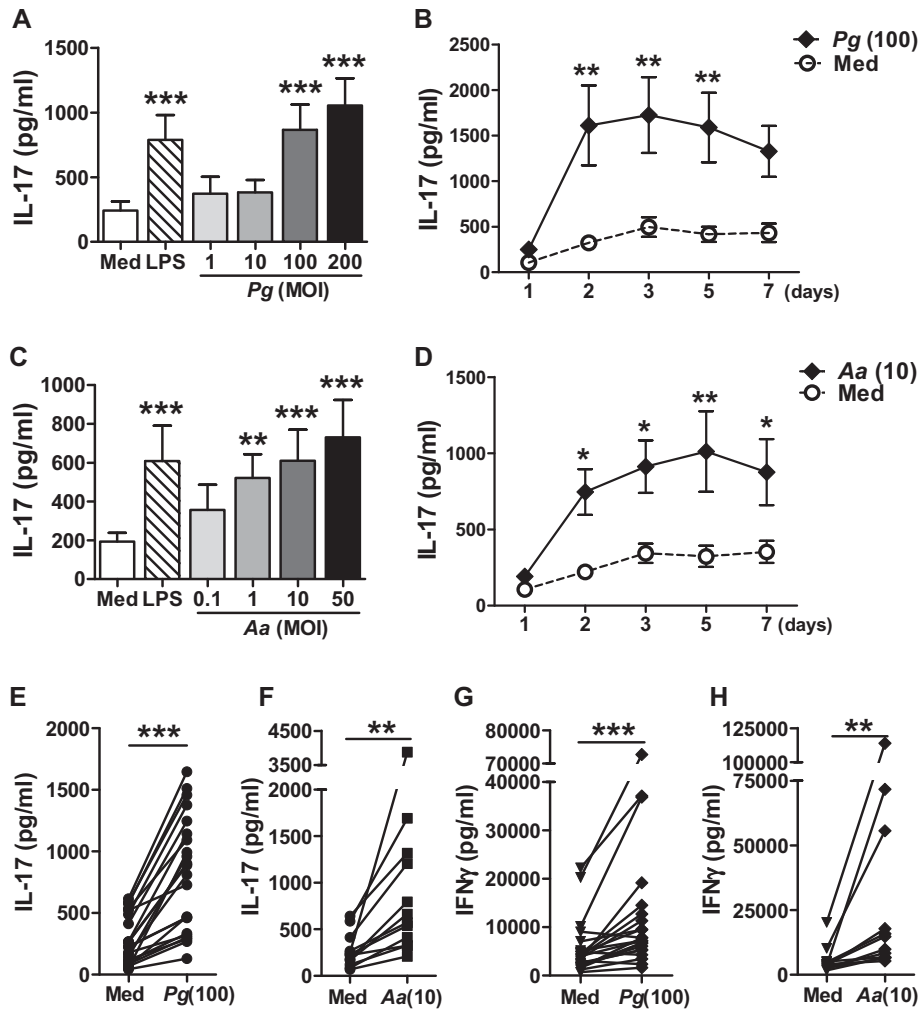 A
IL-17 (pg/ml)
1500
1000
500
0
***
***
***
Med LPS 1 10 100 200
Pg (MOI)
B
Pg (100)
Med
IL-17 (pg/ml)
2500
2000
1500
1000
500
0
** ** **
1 2 3 5 7 (days)
C
IL-17 (pg/ml)
1000
800
600
400
200
0
***
**
***
***
Med LPS 0.1 1 10 50
Aa (MOI)
D
Aa (10)
Med
IL-17 (pg/ml)
1500
1000
500
0
* * ** *
1 2 3 5 7 (days)
E
IL-17 (pg/ml)
2000
1500
1000
500
0
***
Med Pg(100)
F
IL-17 (pg/ml)
4500
3500
2000
1500
1000
500
0
**
Med Aa(10)
G
IFNγ (pg/ml)
80000
70000
40000
30000
20000
10000
0
***
Med Pg(100)
H
IFNγ (pg/ml)
125000
100000
75000
50000
25000
0
**
Med Aa(10)